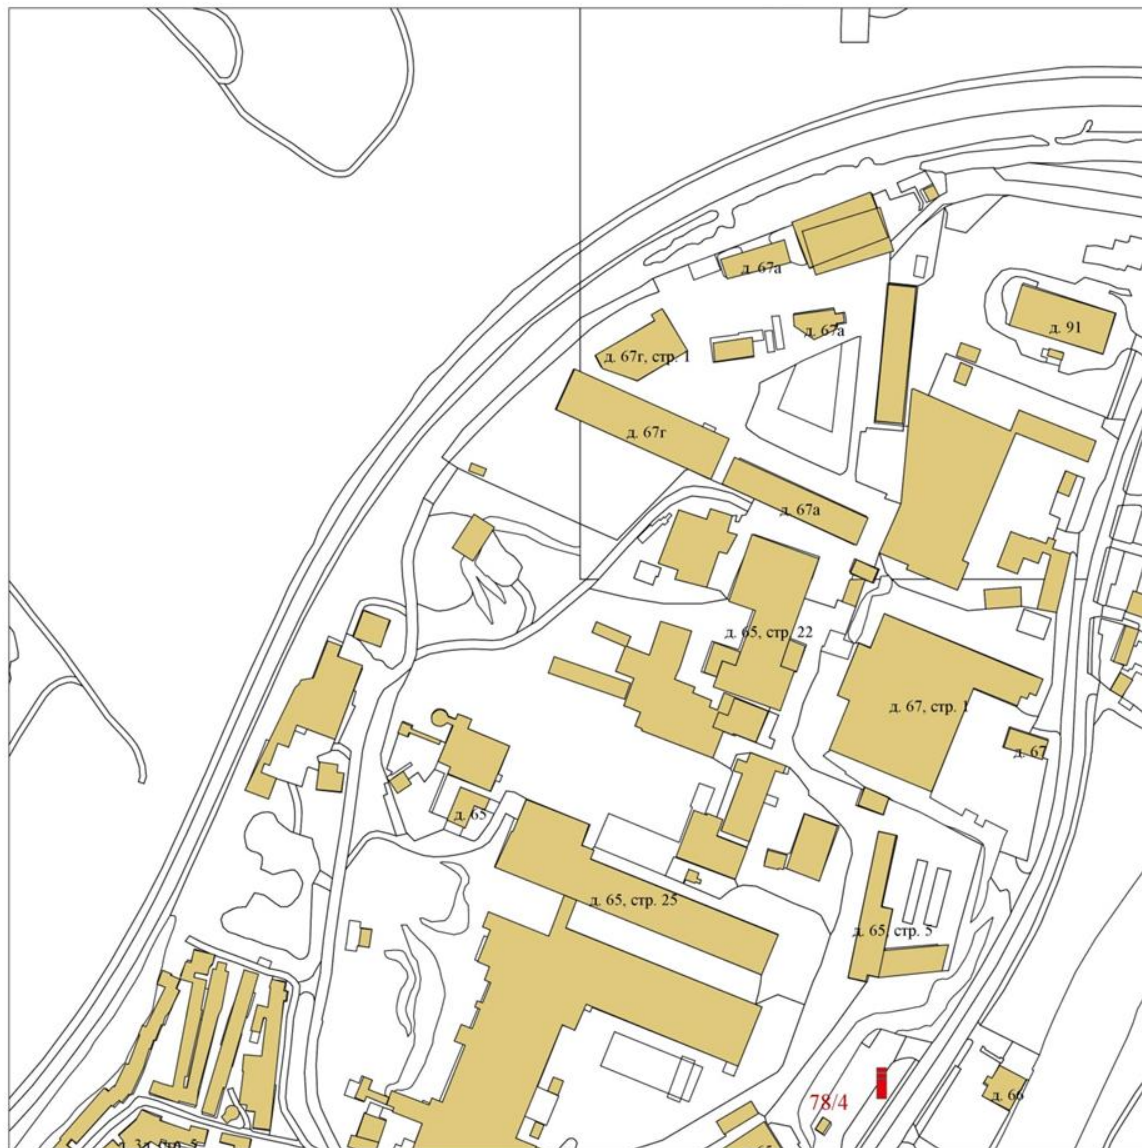 д. 67а
д. 67а
д. 91
д. 67г, стр. 1
д. 67г
д. 67а
д. 65, стр. 22
д. 67, стр. 1
д. 67
д. 65
д. 65, стр. 25
д. 65, стр. 5
д. 66
78/4